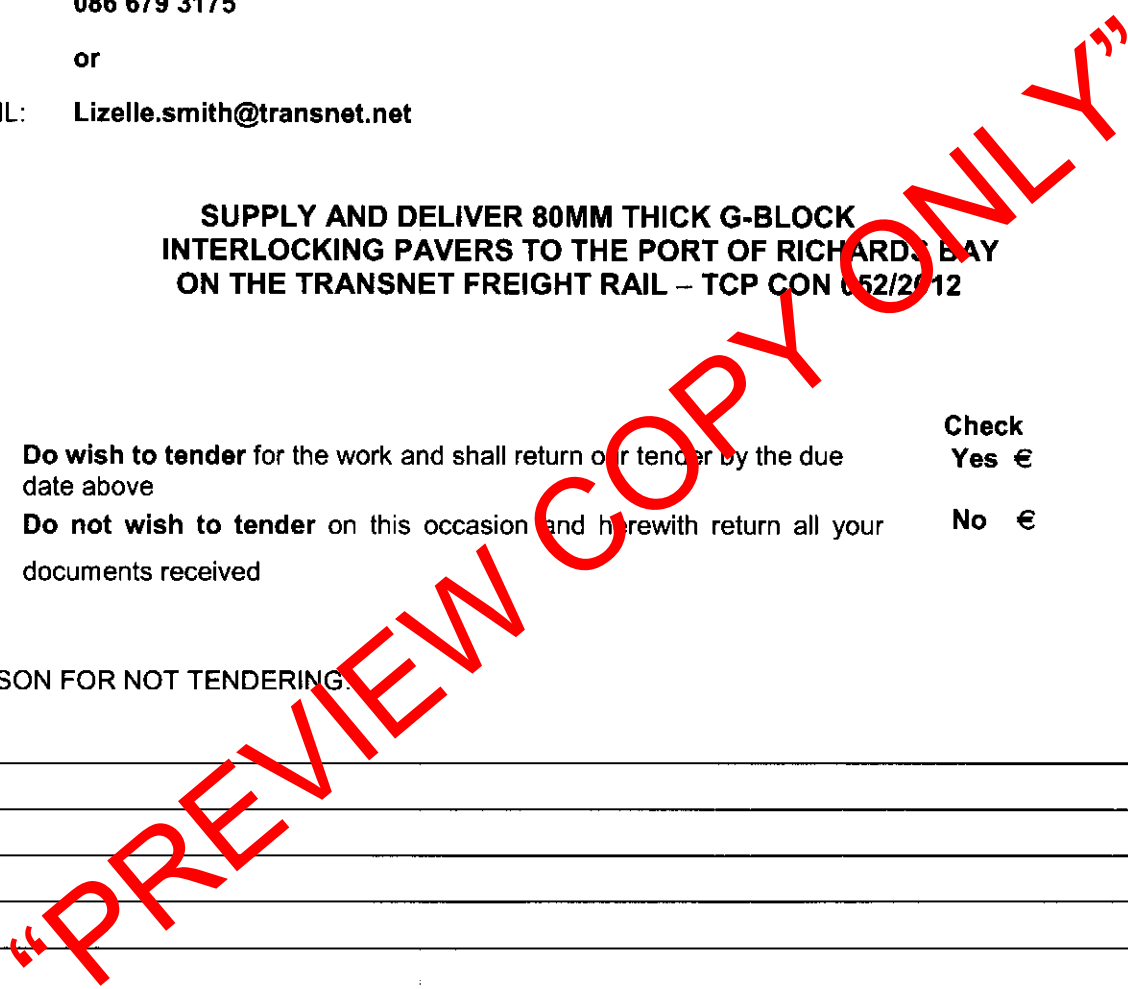 086 679 3175
or
IL: Lizelle.smith@transnet.net
SUPPLY AND DELIVER 80MM THICK G-BLOCK
INTERLOCKING PAVERS TO THE PORT OF RICHARDS BAY
ON THE TRANSNET FREIGHT RAIL – TCP CON 052/2012
Check
Do wish to tender for the work and shall return our tender by the due Yes €
date above
Do not wish to tender on this occasion and herewith return all your No €
documents received
SON FOR NOT TENDERING:
“PREVIEW COPY ONLY”